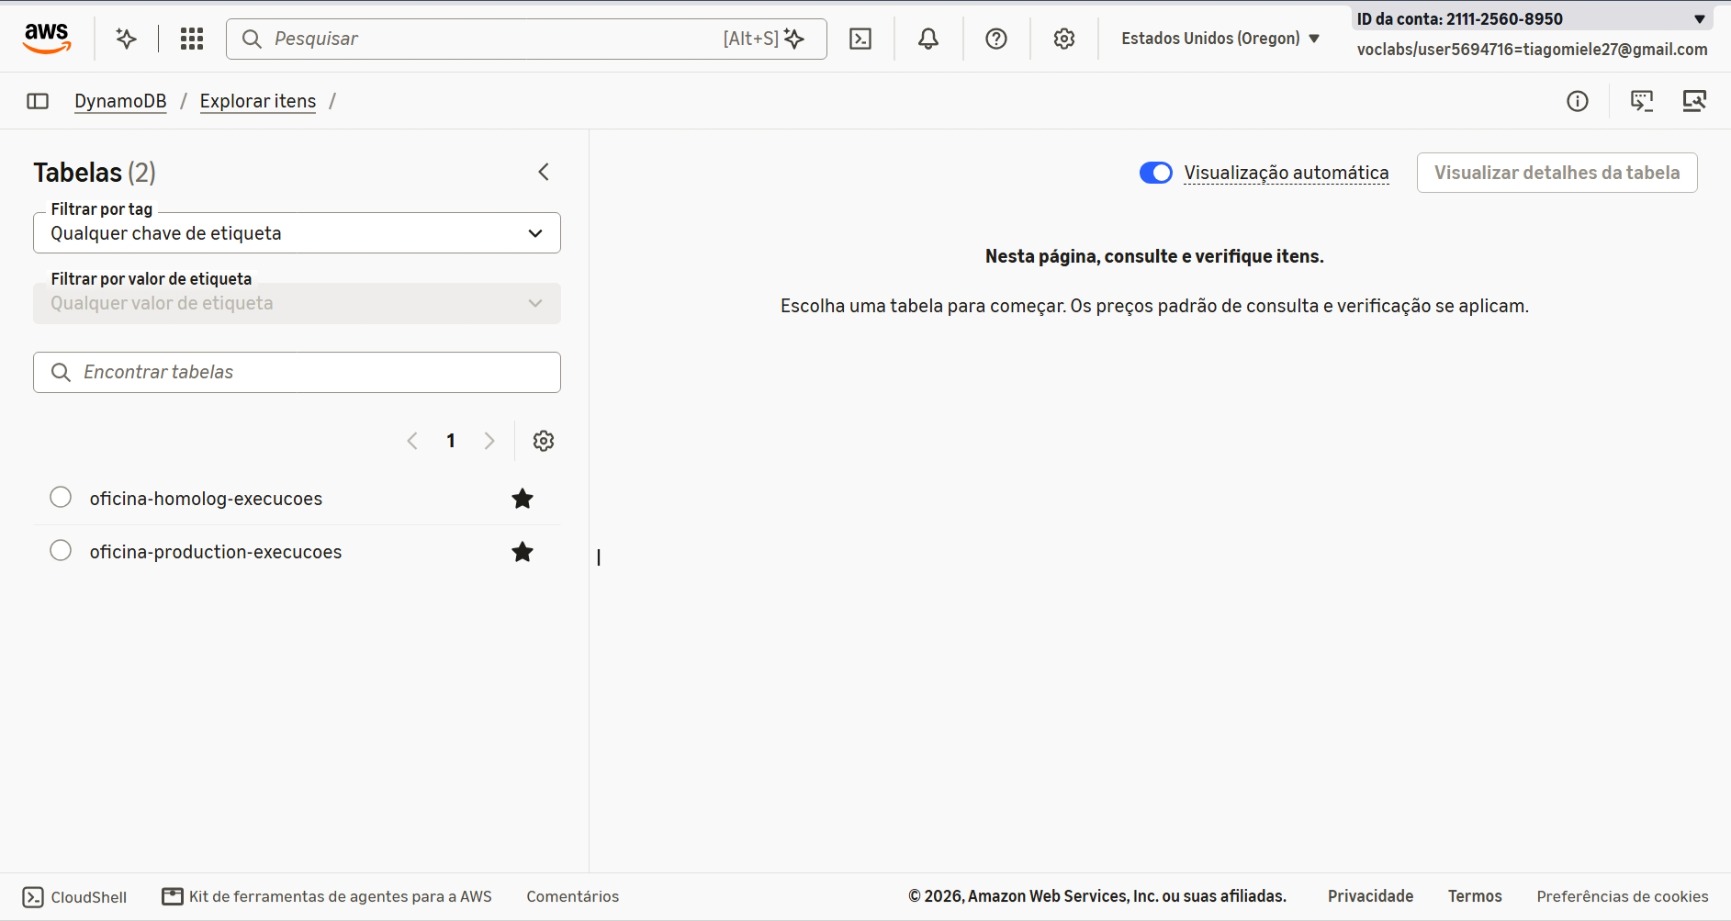 aws
Pesquisar
[Alt+S]
Estados Unidos (Oregon)
ID da conta: 2111-2560-8950
voclabs/user5694716=tiagomiele27@gmail.com
DynamoDB / Explorar itens /
Tabelas (2)
Filtrar por tag
Qualquer chave de etiqueta
Filtrar por valor de etiqueta
Qualquer valor de etiqueta
Encontrar tabelas
1
oficina-homolog-execucoes
oficina-production-execucoes
Visualização automática
Visualizar detalhes da tabela
Nesta página, consulte e verifique itens.
Escolha uma tabela para começar. Os preços padrão de consulta e verificação se aplicam.
CloudShell
Kit de ferramentas de agentes para a AWS
Comentários
© 2026, Amazon Web Services, Inc. ou suas afiliadas.
Privacidade
Termos
Preferências de cookies